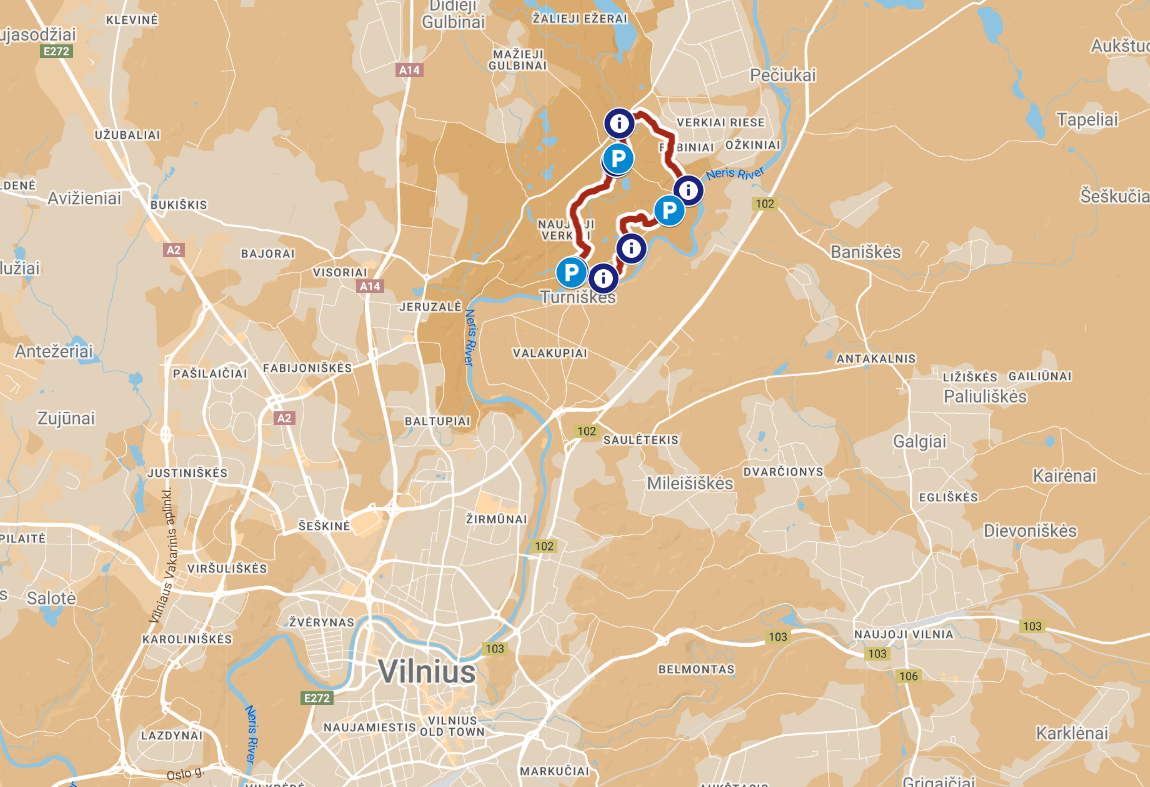 Didieji
Gulbinai
KLEVINĖ
ŽALIEJI EŽERAI
ujasodžiai
E272
MAŽIEJI
GULBINAI
A14
Pečiukai
Aukštuo
Tapeliai
UŽUBALIAI
VERKIAI RIESE
OŽKINIAI
Neris River
LDENĖ
Avižieniai
BUKIŠKIS
102
Šeškučia
A2
BAJORAI
Baniškės
lužiai
VISORIAI
A14
JERUZALĖ
Turniškės
Neris River
VALAKUPIAI
Antežeriai
PAŠILAIČIAI
FABIJONIŠKĖS
ANTAKALNIS
LIŽIŠKĖS
GAILIŪNAI
Paliuliškės
Zujūnai
A2
BALTUPIAI
102
SAULĖTEKIS
Galgiai
JUSTINIŠKĖS
Mileišiškės
DVARČIONYS
Kairėnai
EGLIŠKĖS
ŠEŠKINĖ
ŽIRMŪNAI
Dievoniškės
PILAITĖ
102
Vilniaus Vakarinis aplinkl.
VIRŠULIŠKĖS
s
Salotė
ŽVĖRYNAS
103
KAROLINIŠKĖS
103
NAUJOJI VILNIA
103
103
Vilnius
BELMONTAS
106
E272
Neris River
NAUJAMIESTIS
VILNIUS
OLD TOWN
LAZDYNAI
Karklėnai
Oslo g.
MARKUČIAI
VILKPĖDĖ
AUKŠTASIS
Grigaičiai
P
P
P
i
i
i
i